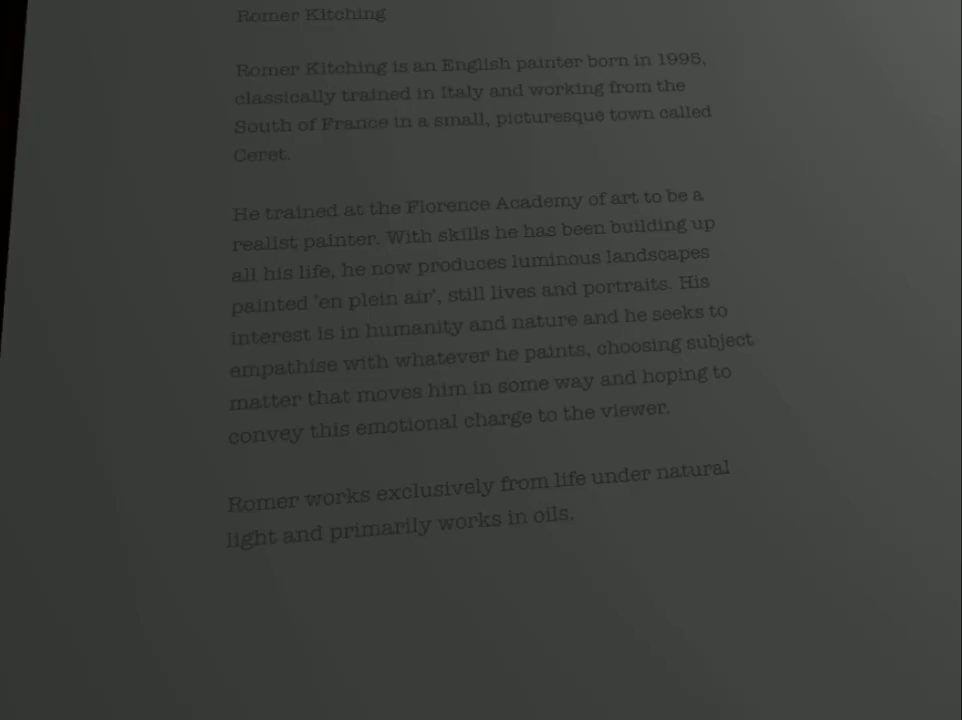 Romer Kitching
Romer Kitching is an English painter born in 1995,
classically trained in Italy and working from the
South of France in a small, picturesque town called
Ceret.
He trained at the Florence Academy of art to be a
realist painter. With skills he has been building up
all his life, he now produces luminous landscapes
painted 'en plein air', still lives and portraits. His
interest is in humanity and nature and he seeks to
empathise with whatever he paints, choosing subject
matter that moves him in some way and hoping to
convey this emotional charge to the viewer.
Romer works exclusively from life under natural
light and primarily works in oils.